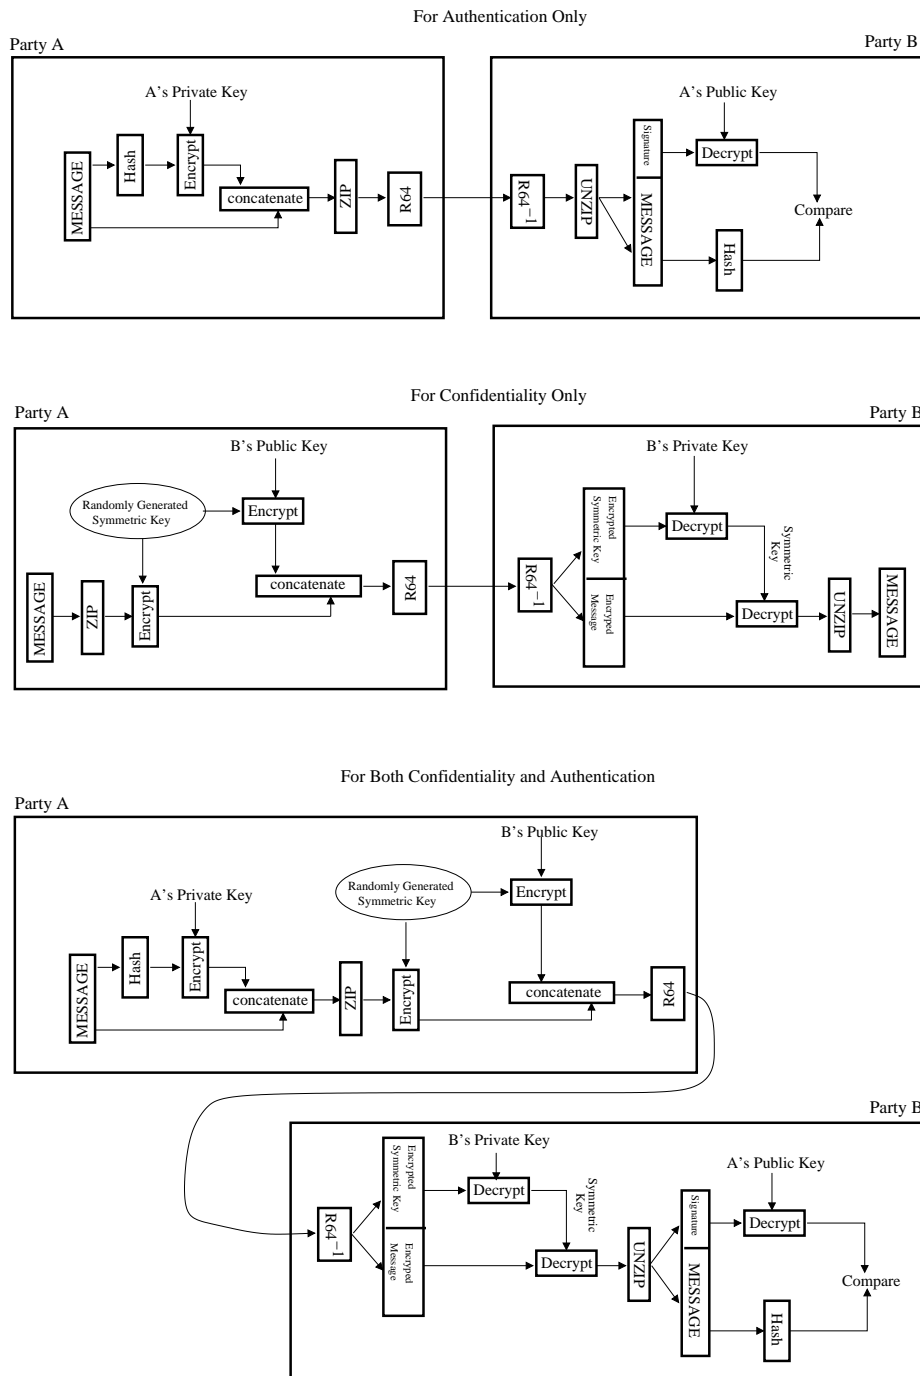 For Authentication Only
Party A
Party B
A's Private Key
MESSAGE
Hash
Encrypt
concatenate
ZIP
R64
A's Public Key
R64−1
UNZIP
Signature
MESSAGE
Decrypt
Hash
Compare
For Confidentiality Only
Party A
Party B
B's Public Key
Randomly Generated
Symmetric Key
Encrypt
MESSAGE
ZIP
Encrypt
concatenate
R64
B's Private Key
R64−1
Encrypted
Symmetric Key
Encryped
Message
Decrypt
Symmetric
Key
Decrypt
UNZIP
MESSAGE
For Both Confidentiality and Authentication
Party A
B's Public Key
Randomly Generated
Symmetric Key
Encrypt
A's Private Key
MESSAGE
Hash
Encrypt
concatenate
ZIP
Encrypt
concatenate
R64
Party B
B's Private Key
R64−1
Encrypted
Symmetric Key
Encryped
Message
Decrypt
Symmetric
Key
Decrypt
UNZIP
A's Public Key
Signature
MESSAGE
Decrypt
Hash
Compare